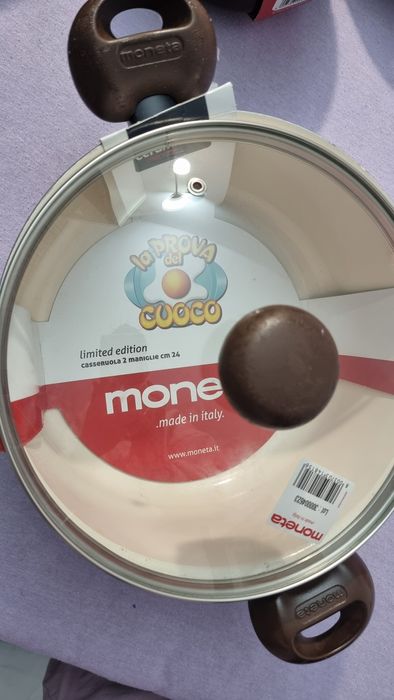 moneta
la PROVA
del
CUOCO
limited edition
CASSERUOLA 2 MANIGLIE CM 24
mone
.made in italy.
www.moneta.it
moneta
moneta